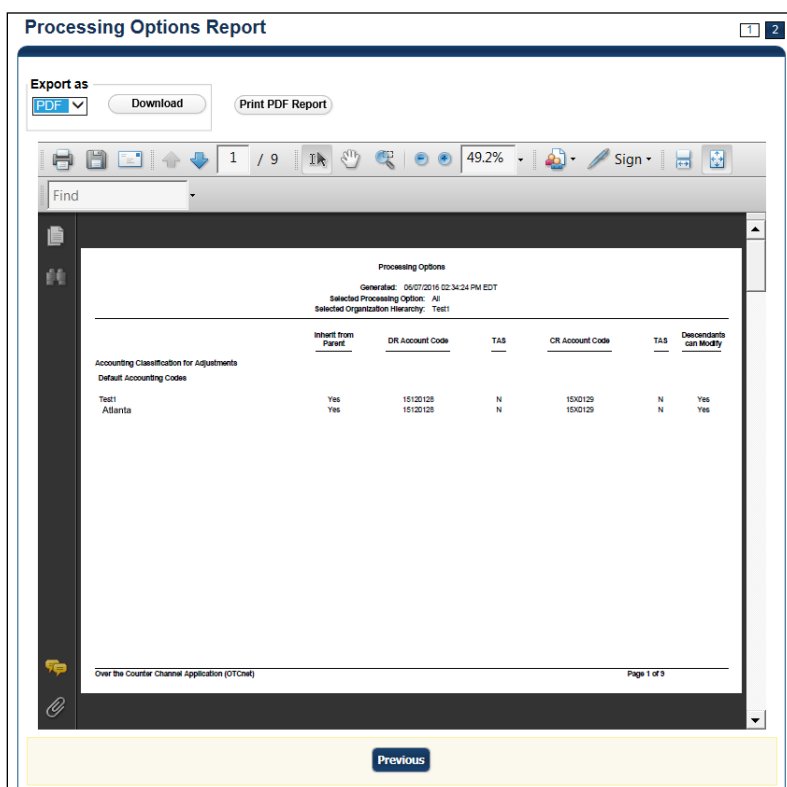 Processing Options Report
1 2
Export as
PDF Download Print PDF Report
1 / 9 49.2% Sign
Find
Processing Options
Generated: 06/07/2016 02:34:24 PM EDT
Selected Processing Option: All
Selected Organization Hierarchy: Test1
Inherit from Parent DR Account Code TAS CR Account Code TAS Descendants can Modify
Accounting Classification for Adjustments
Default Accounting Codes
Test1 Yes 15120128 N 15X0129 N Yes
Atlanta Yes 15120128 N 15X0129 N Yes
Over the Counter Channel Application (OTCnet) Page 1 of 9
Previous